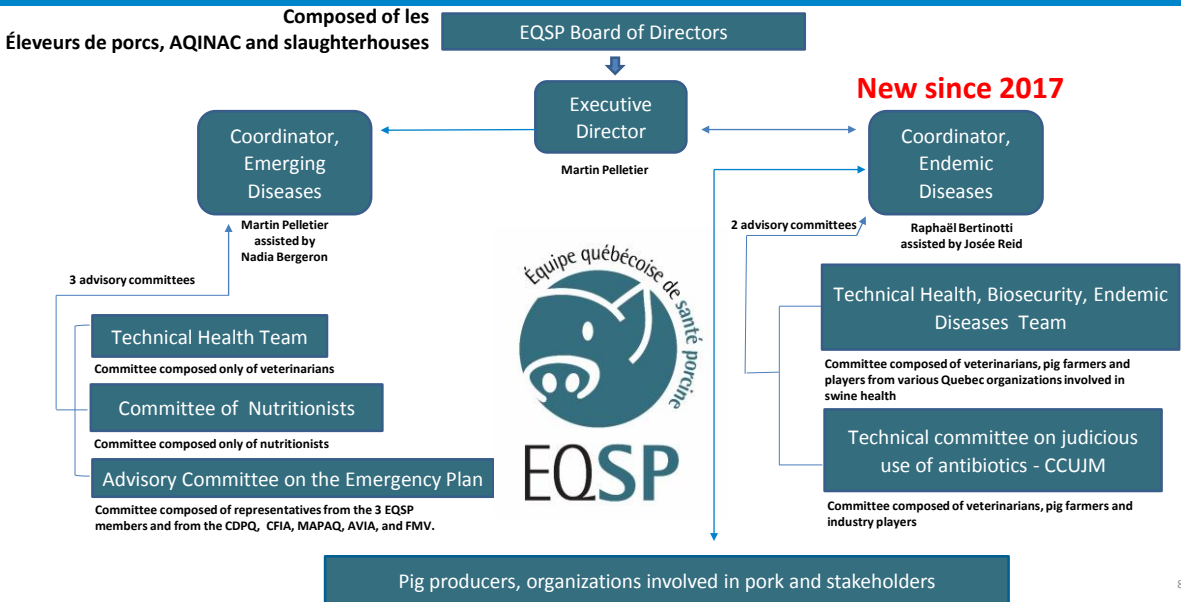 Composed of les
Éleveurs de porcs, AQINAC and slaughterhouses
EQSP Board of Directors
New since 2017
Executive
Director
Martin Pelletier
Coordinator,
Emerging
Diseases
Martin Pelletier
assisted by
Nadia Bergeron
Coordinator,
Endemic
Diseases
Raphaël Bertinotti
assisted by Josée Reid
3 advisory committees
2 advisory committees
Technical Health Team
Committee composed only of veterinarians
Committee of Nutritionists
Committee composed only of nutritionists
Advisory Committee on the Emergency Plan
Committee composed of representatives from the 3 EQSP
members and from the CDPQ, CFIA, MAPAQ, AVIA, and FMV.
Équipe québécoise de santé porcine
EQSP
Technical Health, Biosecurity, Endemic
Diseases Team
Committee composed of veterinarians, pig farmers and
players from various Quebec organizations involved in
swine health
Technical committee on judicious
use of antibiotics - CCUJM
Committee composed of veterinarians, pig farmers and
industry players
Pig producers, organizations involved in pork and stakeholders
8